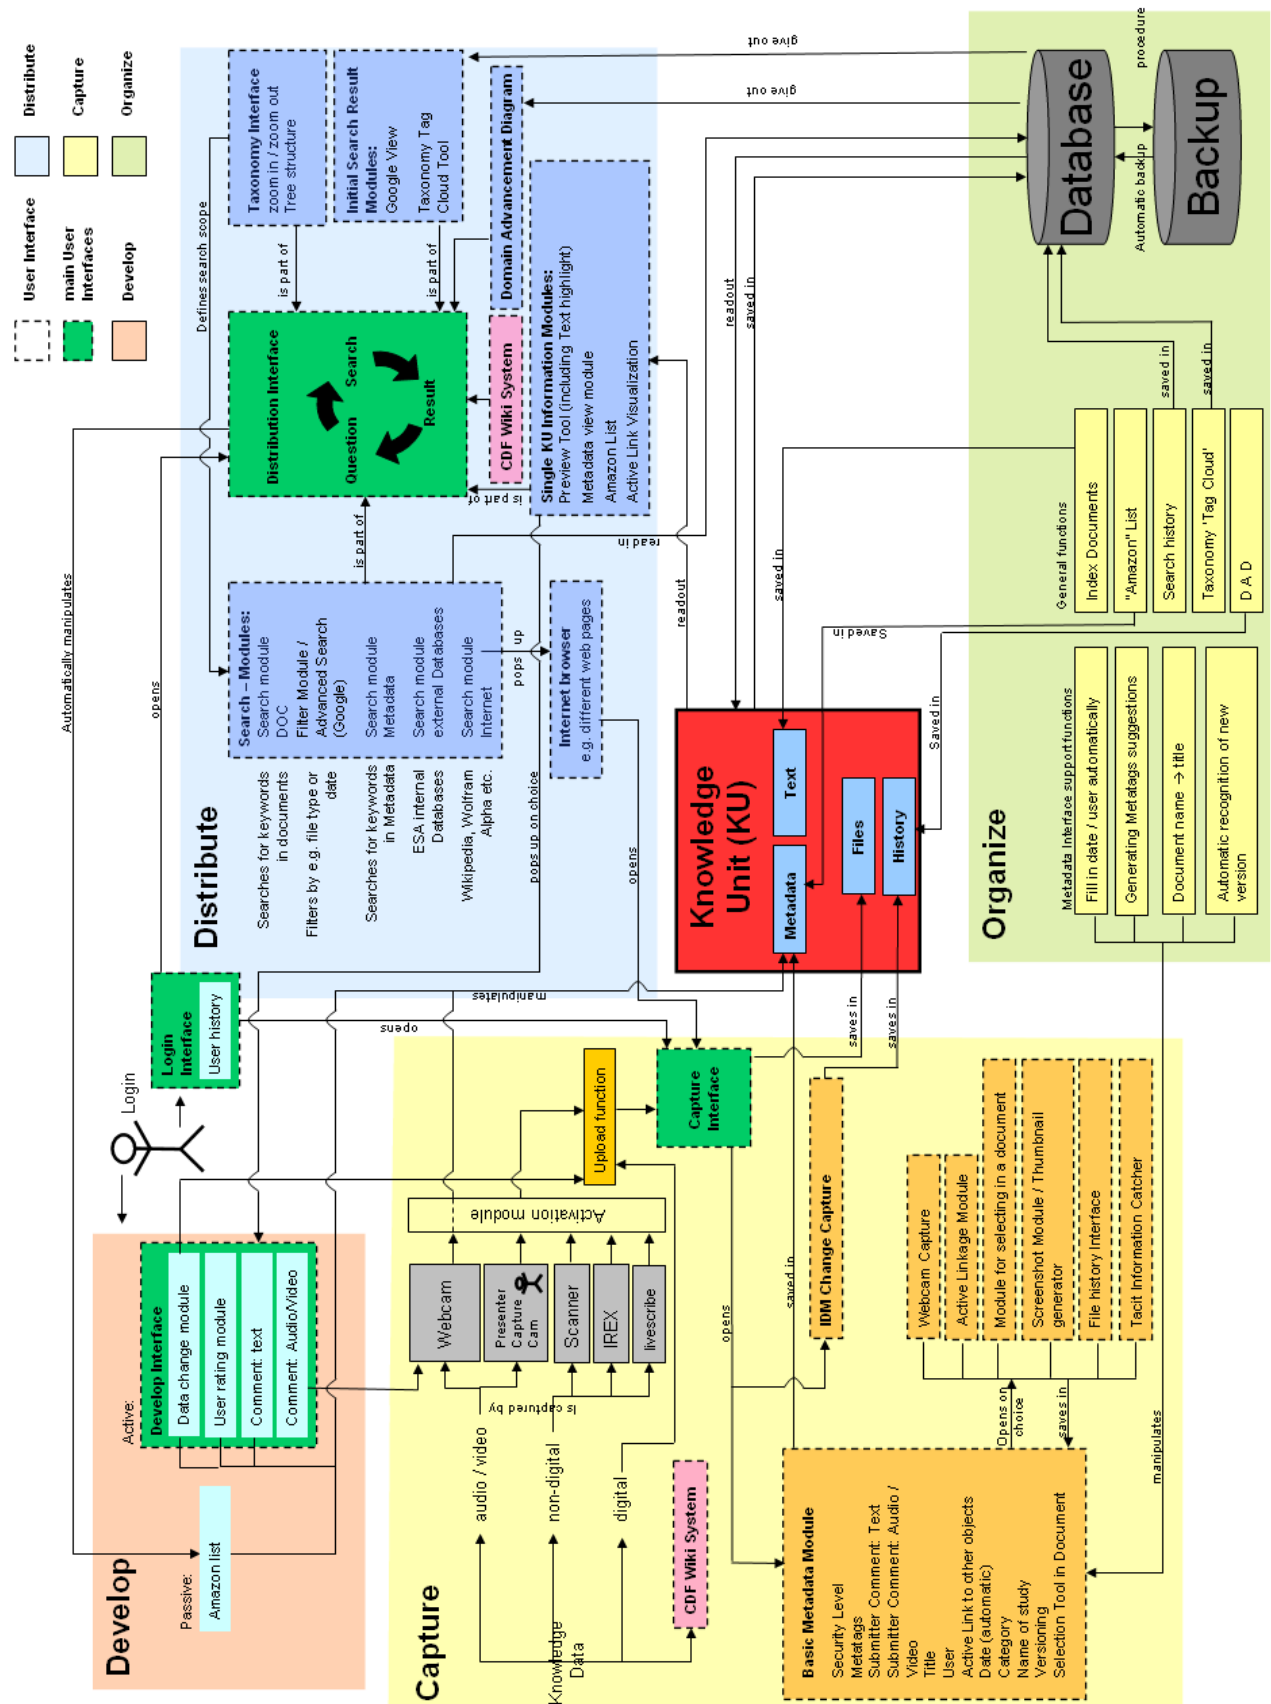 User Interface
main User
Interfaces
Develop
Distribute
Capture
Organize
Develop
Passive:
Amazon list
Active:
Develop Interface
Data change module
User rating module
Comment: text
Comment: Audio/Video
Login
Login
Interface
User history
Automatically manipulates
opens
opens
manipulates
Distribute
Searches for keywords
in documents
Filters by e.g. file type or
date
Searches for keywords
in Metadata
ESA internal
Databases
Wikipedia, Wolfram
Alpha etc.
Search – Modules:
Search module
DOC
Filter Module /
Advanced Search
(Google)
Search module
Metadata
Search module
external Databases
Search module
Internet
pops up
Internet browser
e.g. different web pages
pops up on choice
opens
Defines search scope
is part of
read in
Distribution Interface
Question
Search
Result
is part of
is part of
is part of
Taxonomy Interface
zoom in / zoom out
Tree structure
Initial Search Result
Modules:
Google View
Taxonomy Tag
Cloud Tool
Domain Advancement Diagram
CDF Wiki System
Single KU Information Modules:
Preview Tool (including Text highlight)
Metadata view module
Amazon List
Active Link Visualization
give out
give out
readout
readout
saved in
Knowledge
Unit (KU)
Metadata
Text
Files
History
saved in
Saved in
Saved in
Capture
Knowledge
Data
audio / video
non-digital
digital
CDF Wiki System
Is captured by
Webcam
Presenter
Capture
Cam
Scanner
IREX
livescribe
Activation module
Upload function
Capture
Interface
opens
saves in
saves in
saved in
IDM Change Capture
Basic Metadata Module
Security Level
Metatags
Submitter Comment: Text
Submitter Comment: Audio /
Video
Title
User
Active Link to other objects
Date (automatic)
Category
Name of study
Versioning
Selection Tool in Document
Opens on
choice
saves in
Webcam Capture
Active Linkage Module
Module for selecting in a document
Screenshot Module / Thumbnail
generator
File history Interface
Tacit Information Catcher
manipulates
Organize
Metadata Interface support functions
Fill in date / user automatically
Generating Metatags suggestions
Document name → title
Automatic recognition of new
version
General functions
Index Documents
"Amazon" List
Search history
Taxonomy 'Tag Cloud'
D A D
saved in
saved in
Database
Automatic backup
procedure
Backup